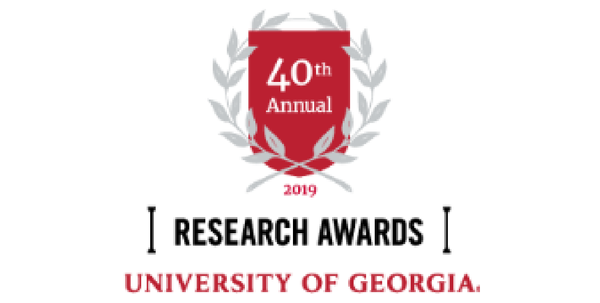 40th
Annual
2019
RESEARCH AWARDS
UNIVERSITY OF GEORGIA